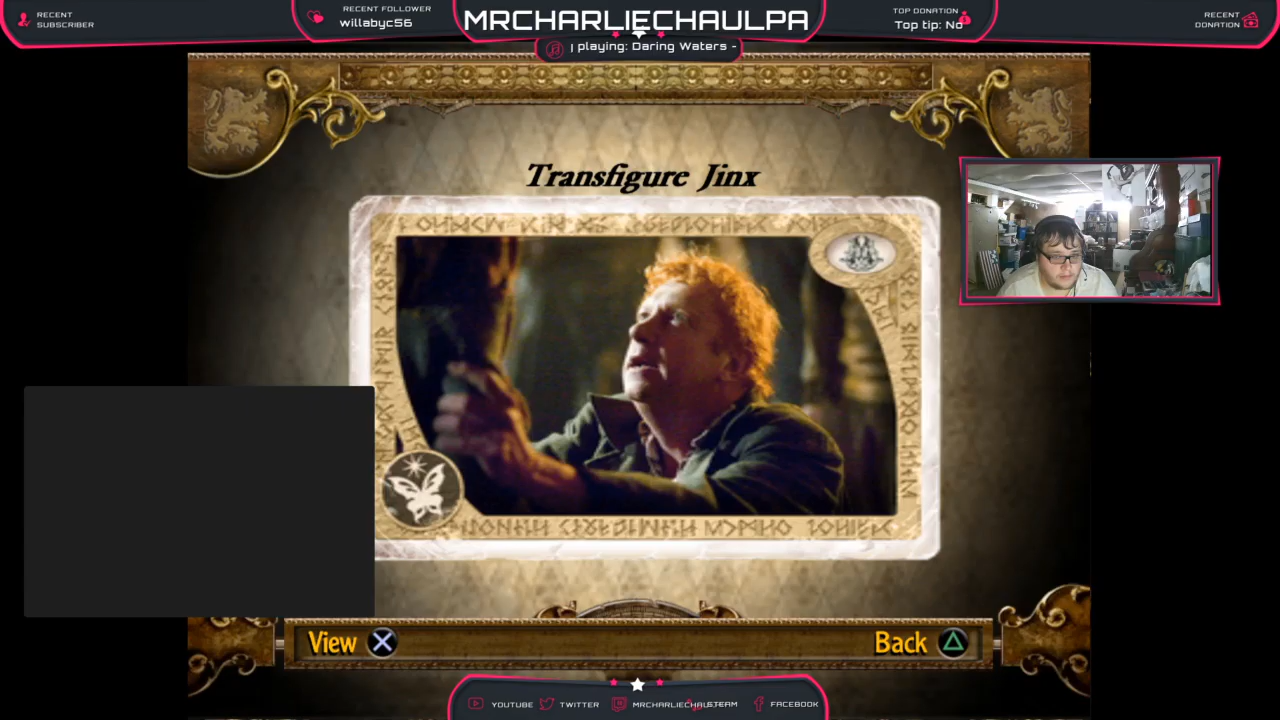 RECENT
SUBSCRIBER
RECENT FOLLOWER
willabyc56
MRCHARLIECHAULPA
TOP DONATION
Top tip: No
RECENT
DONATION
playing: Daring Waters -
Transfigure Jinx
View
Back
YOUTUBE
TWITTER
STEAM
FACEBOOK